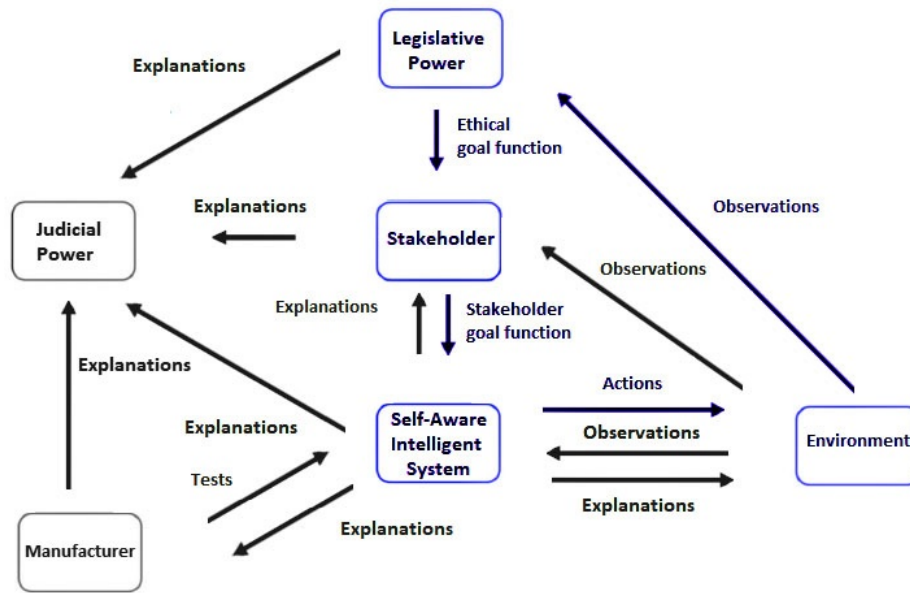 Legislative
Power
Explanations
Ethical
goal function
Observations
Judicial
Power
Explanations
Stakeholder
Observations
Explanations
Stakeholder
goal function
Explanations
Actions
Self-Aware
Intelligent
System
Explanations
Observations
Environment
Tests
Explanations
Explanations
Manufacturer